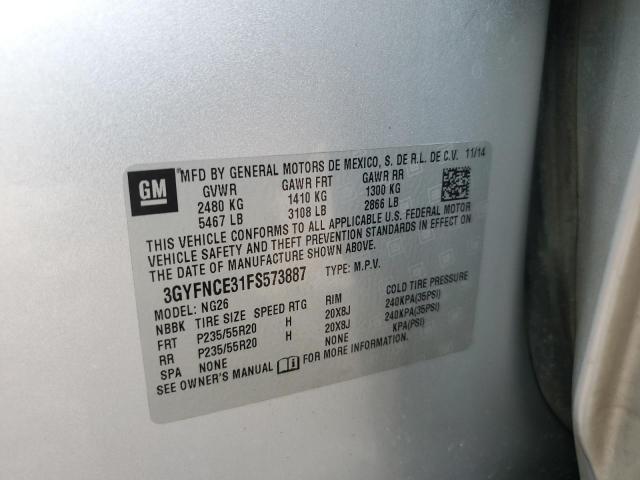 GM
MFD BY GENERAL MOTORS DE MEXICO, S. DE R.L. DE C.V. 11/14
GVWR GAWR FRT GAWR RR
2480 KG 1410 KG 1300 KG
5467 LB 3108 LB 2866 LB
THIS VEHICLE CONFORMS TO ALL APPLICABLE U.S. FEDERAL MOTOR
VEHICLE SAFETY AND THEFT PREVENTION STANDARDS IN EFFECT ON
THE DATE OF MANUFACTURE SHOWN ABOVE.
3GYFNCE31FS573887 TYPE: M.P.V.
MODEL: NG26
NBBK TIRE SIZE SPEED RTG RIM COLD TIRE PRESSURE
FRT P235/55R20 H 20X8J 240KPA(35PSI)
RR P235/55R20 H 20X8J 240KPA(35PSI)
SPA NONE NONE KPA(PSI)
SEE OWNER'S MANUAL FOR MORE INFORMATION.